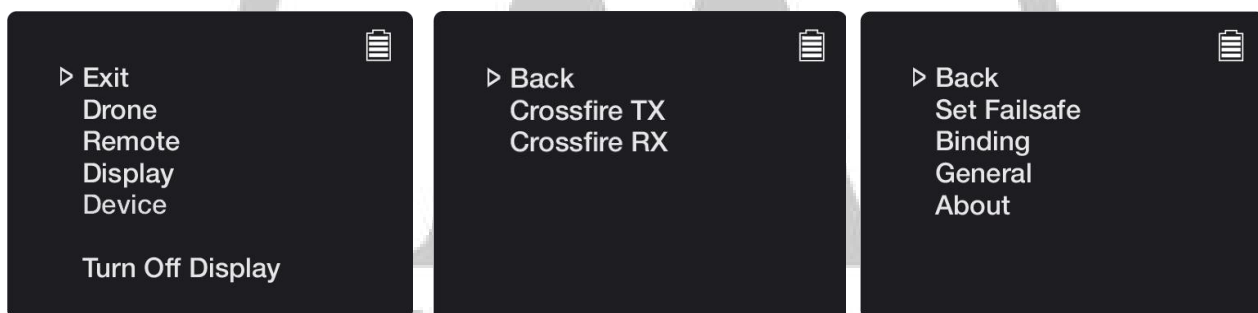 Exit
Drone
Remote
Display
Device
Turn Off Display
Back
Crossfire TX
Crossfire RX
Back
Set Failsafe
Binding
General
About